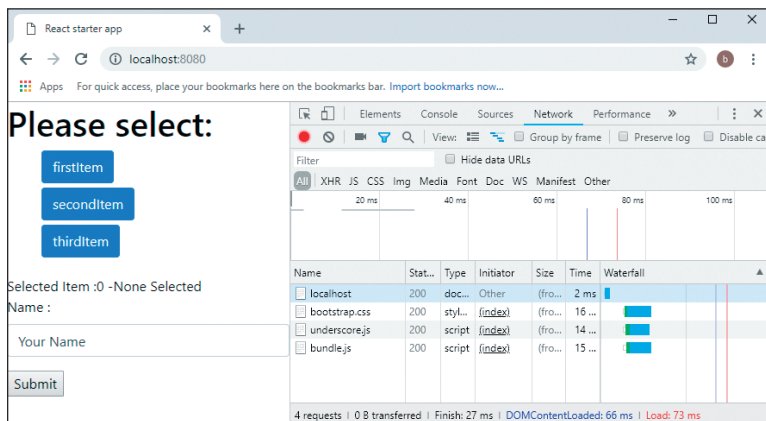 React starter app
localhost:8080
b
Apps For quick access, place your bookmarks here on the bookmarks bar. Import bookmarks now...
Please select:
firstItem
secondItem
thirdItem
Selected Item :0 -None Selected
Name :
Your Name
Submit
Elements Console Sources Network Performance »
View: Group by frame Preserve log Disable ca
Filter Hide data URLs
All XHR JS CSS Img Media Font Doc WS Manifest Other
20 ms 40 ms 60 ms 80 ms 100 ms
Name Stat... Type Initiator Size Time Waterfall
localhost 200 doc... Other (fro... 2 ms
bootstrap.css 200 styl... (index) (fro... 16 ...
underscore.js 200 script (index) (fro... 14 ...
bundle.js 200 script (index) (fro... 15 ...
4 requests | 0 B transferred | Finish: 27 ms | DOMContentLoaded: 66 ms | Load: 73 ms